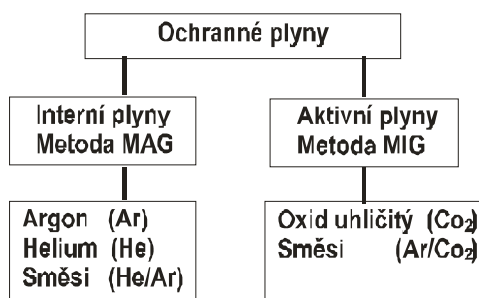 Ochranné plyny
Interní plyny
Metoda MAG
Aktivní plyny
Metoda MIG
Argon (Ar)
Helium (He)
Směsi (He/Ar)
Oxid uhličitý (Co₂)
Směsi (Ar/Co₂)